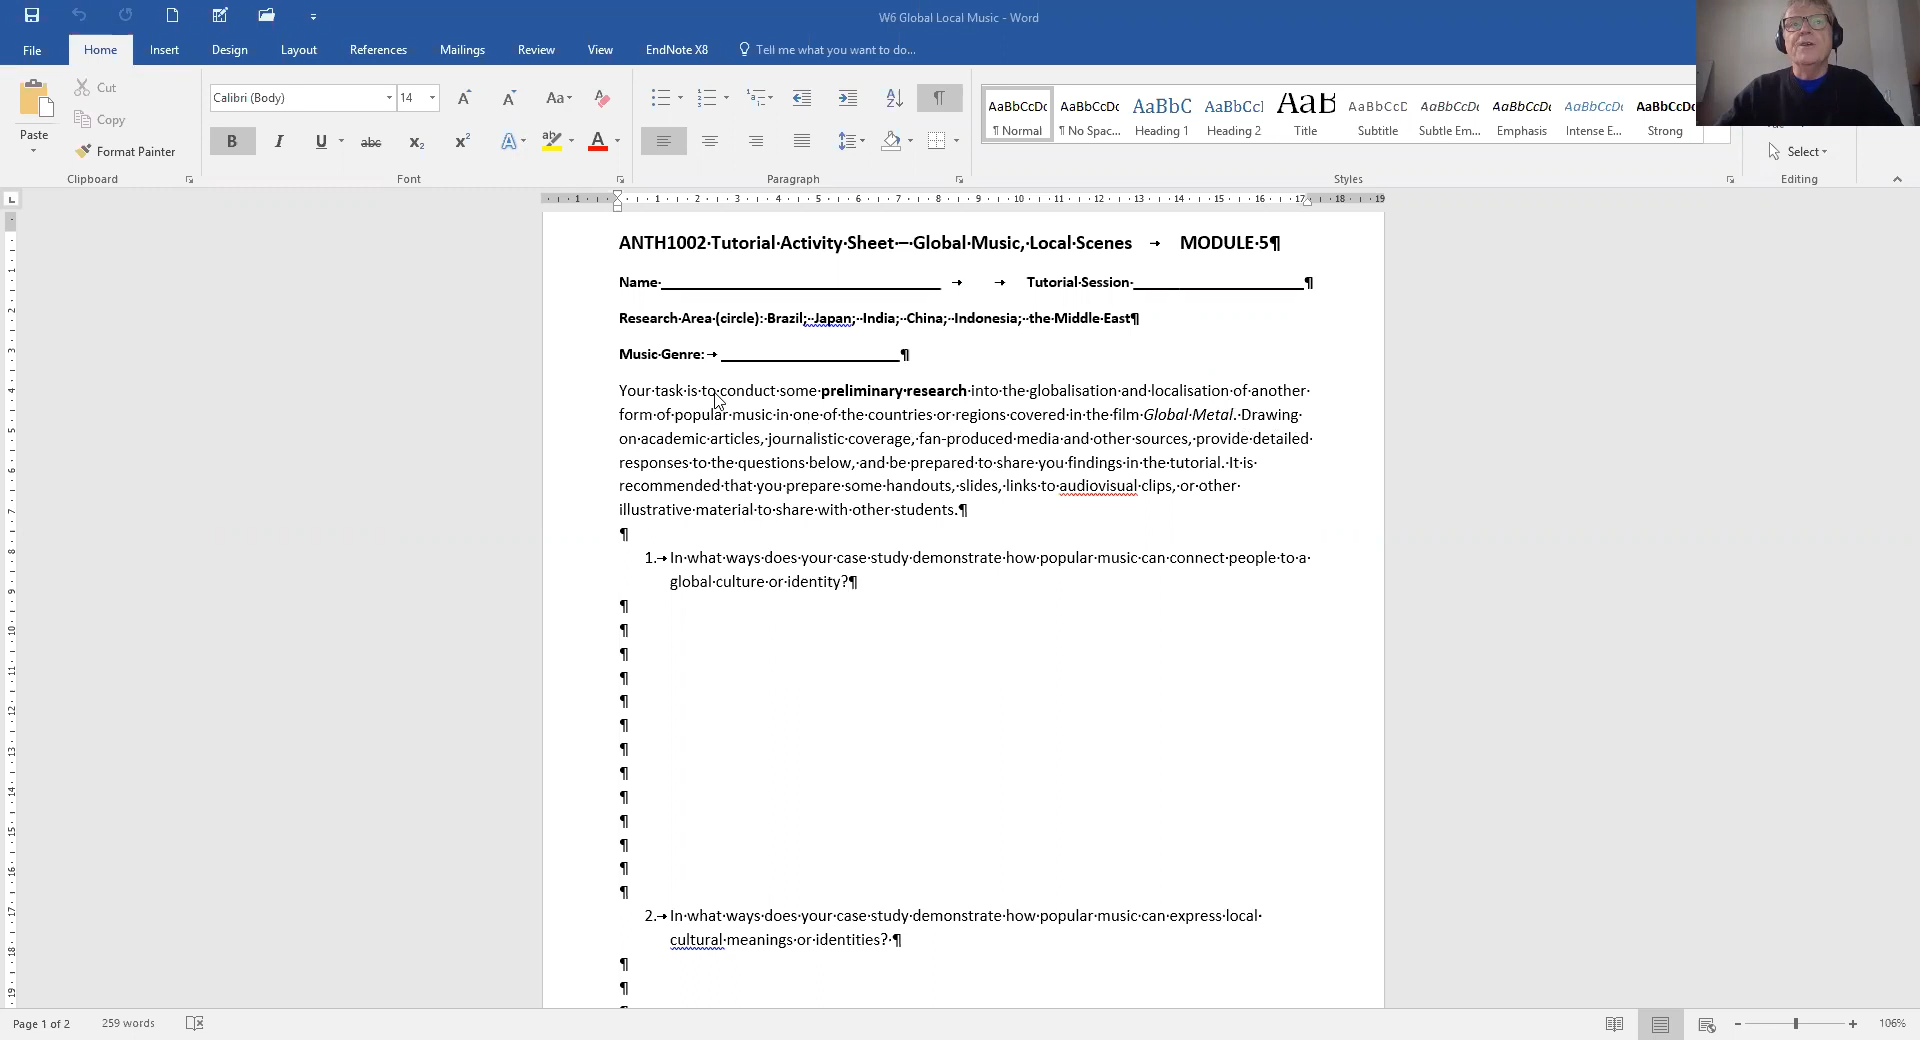 W6 Global Local Music - Word
File Home Insert Design Layout References Mailings Review View EndNote X8 Tell me what you want to do...
Paste
Cut
Copy
Format Painter
Clipboard
Calibri (Body) 14
Font
Paragraph
AaBbCcDc AaBbCcDc AaBbC AaBbCcI AaB AaBbCcD AaBbCcDc AaBbCcDc AaBbCcDc AaBbCcDc
¶ Normal ¶ No Spac... Heading 1 Heading 2 Title Subtitle Subtle Em... Emphasis Intense E... Strong
Styles
Select
Editing
ANTH1002 Tutorial Activity Sheet – Global Music, Local Scenes → MODULE 5¶
Name ________________ → → Tutorial Session ________________¶
Research Area (circle): Brazil; Japan; India; China; Indonesia; the Middle East¶
Music Genre: → ________________¶
Your task is to conduct some preliminary research into the globalisation and localisation of another
form of popular music in one of the countries or regions covered in the film Global Metal. Drawing
on academic articles, journalistic coverage, fan-produced media and other sources, provide detailed
responses to the questions below, and be prepared to share you findings in the tutorial. It is
recommended that you prepare some handouts, slides, links to audiovisual clips, or other
illustrative material to share with other students.¶
1. → In what ways does your case study demonstrate how popular music can connect people to a
global culture or identity?¶
2. → In what ways does your case study demonstrate how popular music can express local
cultural meanings or identities? ¶
Page 1 of 2 259 words 106%